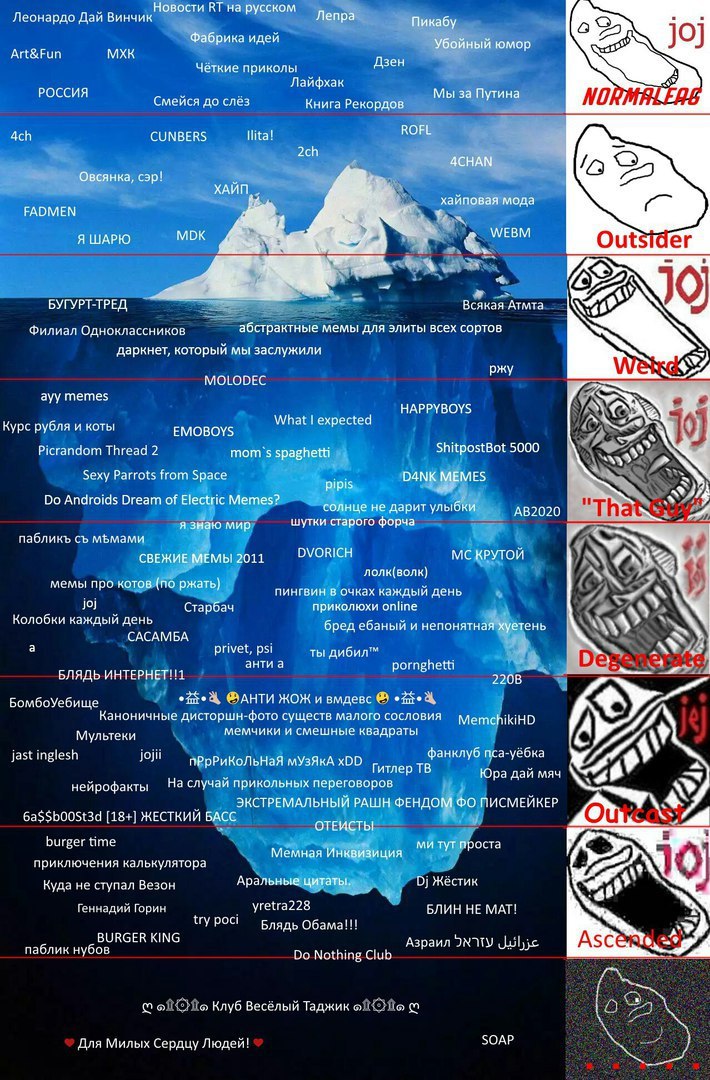 Леонардо Дай Винчик
Новости RT на русском
Лепра
Пикабу
Фабрика идей
Убойный юмор
Art&Fun
МХК
Чёткие приколы
Дзен
Лайфхак
РОССИЯ
Смейся до слёз
Книга Рекордов
Мы за Путина
joj
NORMALFAG
4ch
CUNBERS
Ilita!
ROFL
2ch
4CHAN
Овсянка, сэр!
ХАЙП
хайповая мода
FADMEN
Я ШАРЮ
MDK
WEBM
Outsider
joj
БУГУРТ-ТРЕД
Всякая Атмта
Филиал Одноклассников
абстрактные мемы для элиты всех сортов
даркнет, который мы заслужили
ржу
MOLODEC
Weird
joj
ayy memes
HAPPYBOYS
Курс рубля и коты
EMOBOYS
What I expected
Picrandom Thread 2
mom`s spaghetti
ShitpostBot 5000
Sexy Parrots from Space
pipis
D4NK MEMES
Do Androids Dream of Electric Memes?
солнце не дарит улыбки
AB2020
я знаю мир
шутки старого форча
"That Guy"
пабликъ съ мѣмами
СВЕЖИЕ МЕМЫ 2011
DVORICH
МС КРУТОЙ
лолк(волк)
мемы про котов (по ржать)
пингвин в очках каждый день
joj
Старбач
приколюхи online
Колобки каждый день
бред ебаный и непонятная хуетень
САСАМБА
а
privet, psi
ты дибил™
анти а
pornghetti
БЛЯДЬ ИНТЕРНЕТ!!1
220В
Degenerate
jej
БомбоУебище
•益•👌🏻🤪АНТИ ЖОЖ и вмдевс🤪 •益•👌🏻
Каноничные дисторшн-фото существ малого сословия
MemchikiHD
Мультеки
мемчики и смешные квадраты
jast inglesh
jojii
пРрРиКоЛьНаЯ мУзЯкА xDD
фанклуб пса-уёбка
Гитлер ТВ
Юра дай мяч
нейрофакты
На случай прикольных переговоров
ЭКСТРЕМАЛЬНЫЙ РАШН ФЕНДОМ ФО ПИСМЕЙКЕР
6a$$b00St3d [18+] ЖЕСТКИЙ БАСС
ОТЕИСТЫ
Outcast
joj
burger time
Мемная Инквизиция
ми тут проста
приключения калькулятора
Куда не ступал Везон
Аральные цитаты.
Dj Жёстик
Геннадий Горин
yretra228
БЛИН НЕ МАТ!
try poci
Блядь Обама!!!
BURGER KING
Азраил עזראל عزرائيل
паблик нубов
Do Nothing Club
Ascended
ღ ๑۩۞۩๑ Клуб Весёлый Таджик ๑۩۞۩๑ ღ
❤ Для Милых Сердцу Людей! ❤
SOAP